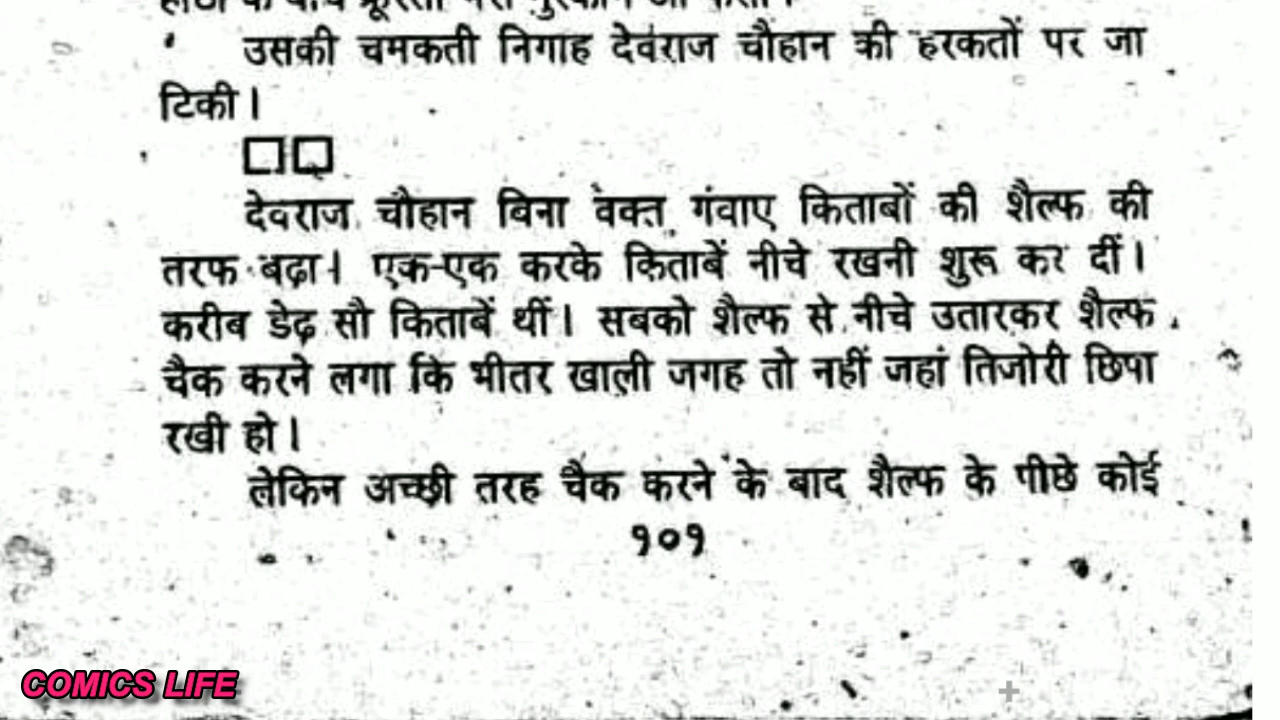 उसकी चमकती निगाह देवराज चौहान की हरकतों पर जा
टिकी।
देवराज चौहान बिना वक्त गंवाए किताबों की शैल्फ की
तरफ बढ़ा। एक-एक करके किताबें नीचे रखनी शुरू कर दीं।
करीब डेढ़ सौ किताबें थीं। सबको शैल्फ से नीचे उतारकर शैल्फ
चैक करने लगा कि भीतर खाली जगह तो नहीं जहां तिजोरी छिपा
रखी हो।
लेकिन अच्छी तरह चैक करने के बाद शैल्फ के पीछे कोई
१०१
COMICS LIFE